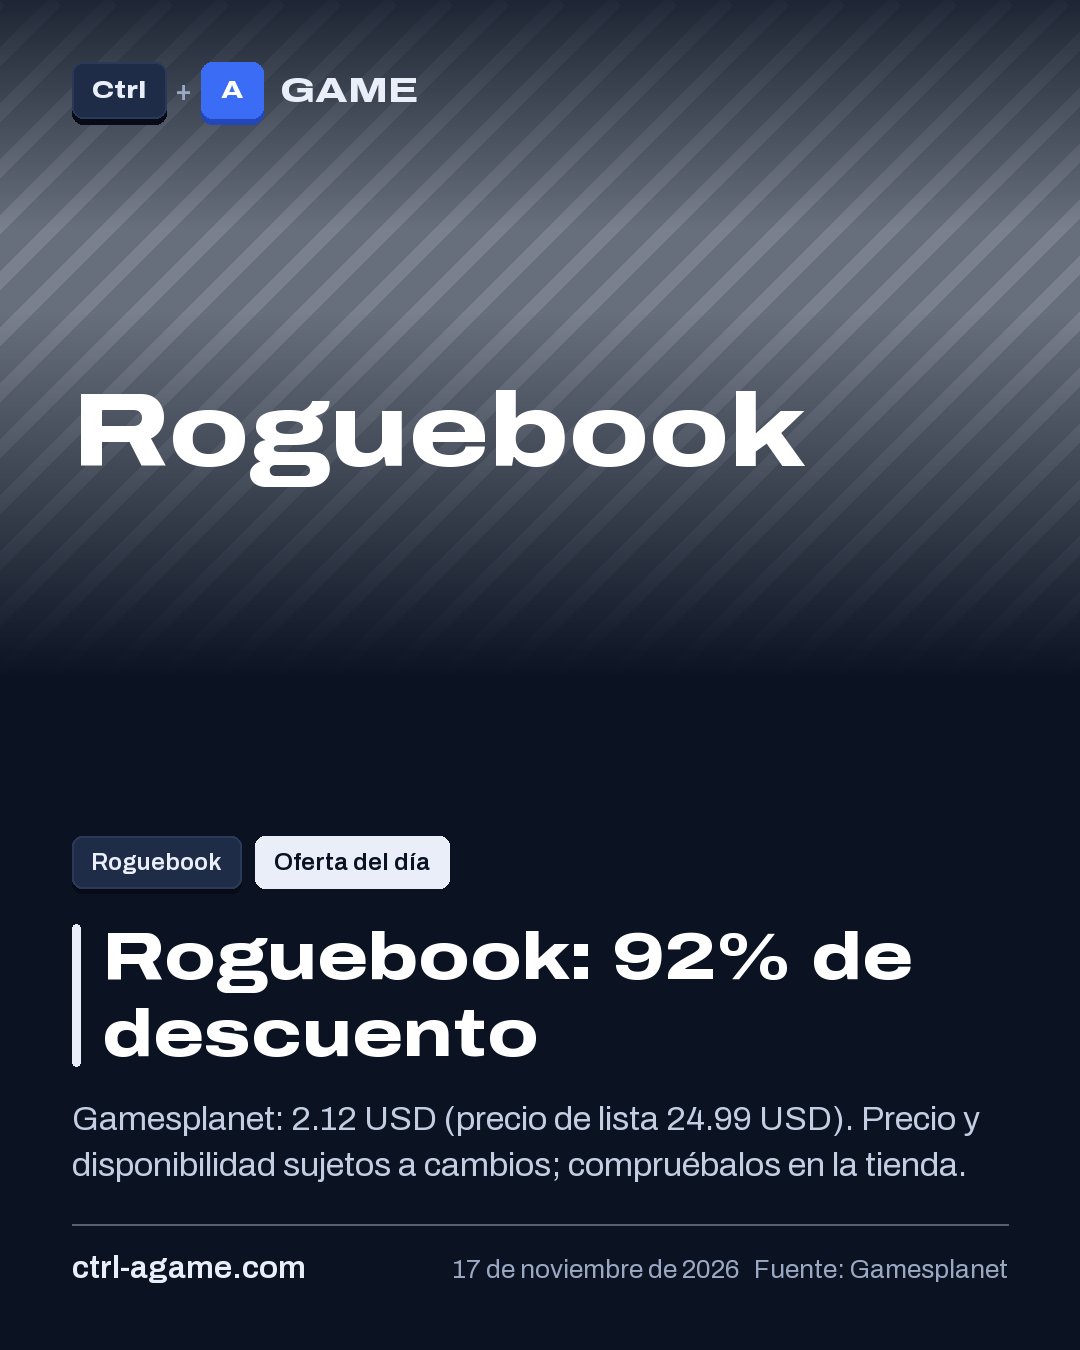 Ctrl + A GAME
Roguebook
Roguebook Oferta del día
Roguebook: 92% de
descuento
Gamesplanet: 2.12 USD (precio de lista 24.99 USD). Precio y
disponibilidad sujetos a cambios; compruébalos en la tienda.
ctrl-agame.com 17 de noviembre de 2026 Fuente: Gamesplanet